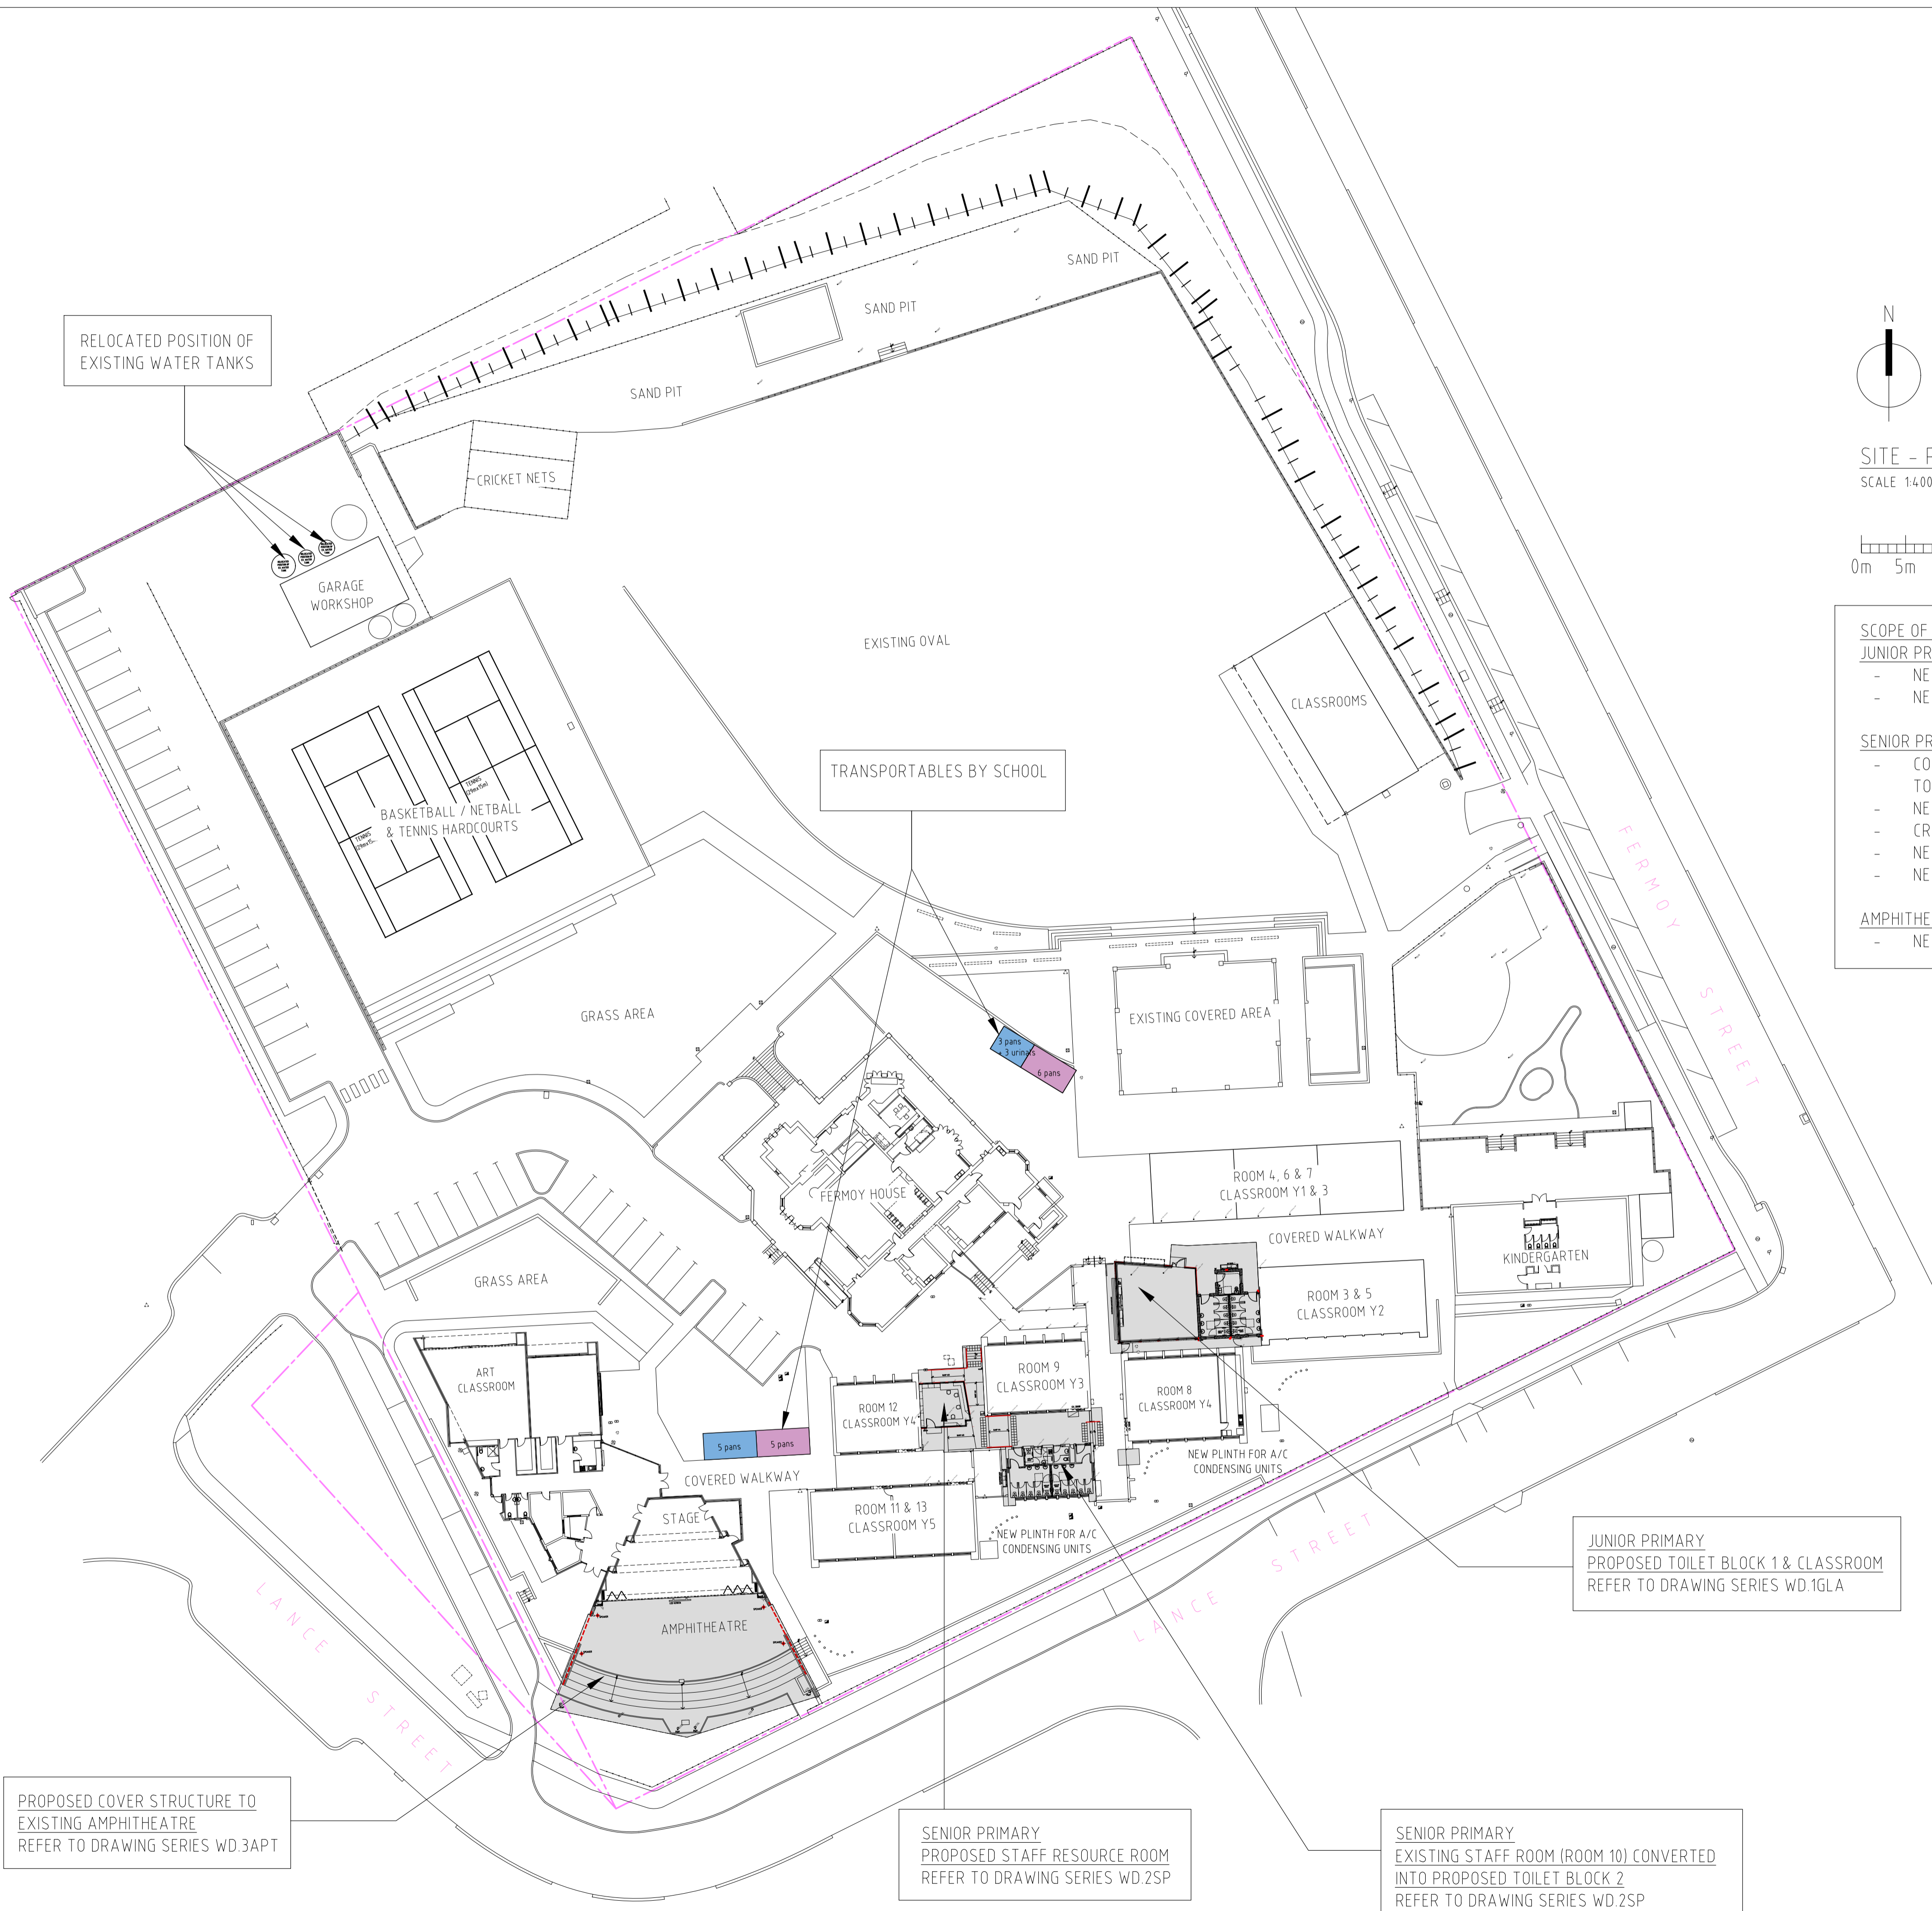 RELOCATED POSITION OF
EXISTING WATER TANKS
SAND PIT
SAND PIT
SAND PIT
CRICKET NETS
GARAGE
WORKSHOP
N
SITE - P
SCALE 1:400
0m 5m
SCOPE OF
JUNIOR PR
- NE
- NE
SENIOR PR
- CO
TO
- NE
- CR
- NE
- NE
AMPHITHE
- NE
EXISTING OVAL
CLASSROOMS
TRANSPORTABLES BY SCHOOL
TENNIS
TENNIS
BASKETBALL / NETBALL
& TENNIS HARDCOURTS
FERMOY STREET
GRASS AREA
EXISTING COVERED AREA
3 pans
+ 3 urinals
6 pans
FERMOY HOUSE
ROOM 4, 6 & 7
CLASSROOM Y1 & 3
COVERED WALKWAY
KINDERGARTEN
GRASS AREA
ROOM 3 & 5
CLASSROOM Y2
ART
CLASSROOM
ROOM 9
CLASSROOM Y3
ROOM 8
CLASSROOM Y4
ROOM 12
CLASSROOM Y4
5 pans
5 pans
NEW PLINTH FOR A/C
CONDENSING UNITS
COVERED WALKWAY
STAGE
ROOM 11 & 13
CLASSROOM Y5
NEW PLINTH FOR A/C
CONDENSING UNITS
LANCE STREET
JUNIOR PRIMARY
PROPOSED TOILET BLOCK 1 & CLASSROOM
REFER TO DRAWING SERIES WD.1GLA
AMPHITHEATRE
LANCE STREET
PROPOSED COVER STRUCTURE TO
EXISTING AMPHITHEATRE
REFER TO DRAWING SERIES WD.3APT
SENIOR PRIMARY
PROPOSED STAFF RESOURCE ROOM
REFER TO DRAWING SERIES WD.2SP
SENIOR PRIMARY
EXISTING STAFF ROOM (ROOM 10) CONVERTED
INTO PROPOSED TOILET BLOCK 2
REFER TO DRAWING SERIES WD.2SP